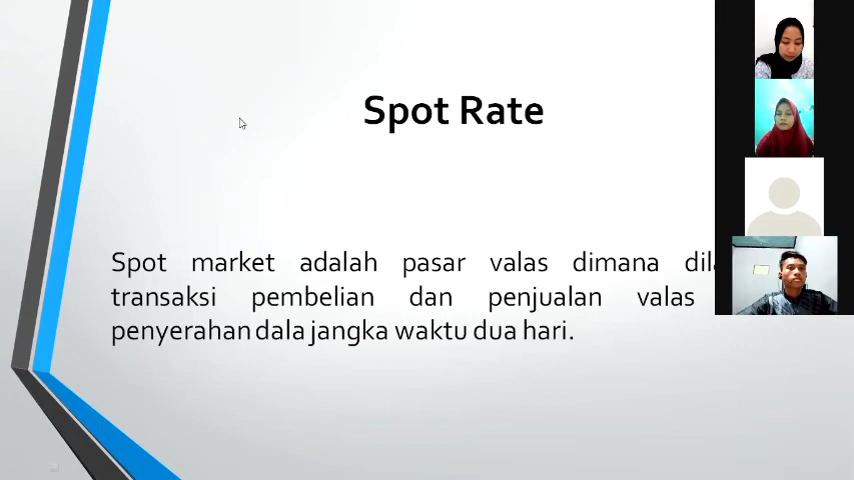 Spot Rate
Spot market adalah pasar valas dimana
transaksi pembelian dan penjualan valas
penyerahan dala jangka waktu dua hari.